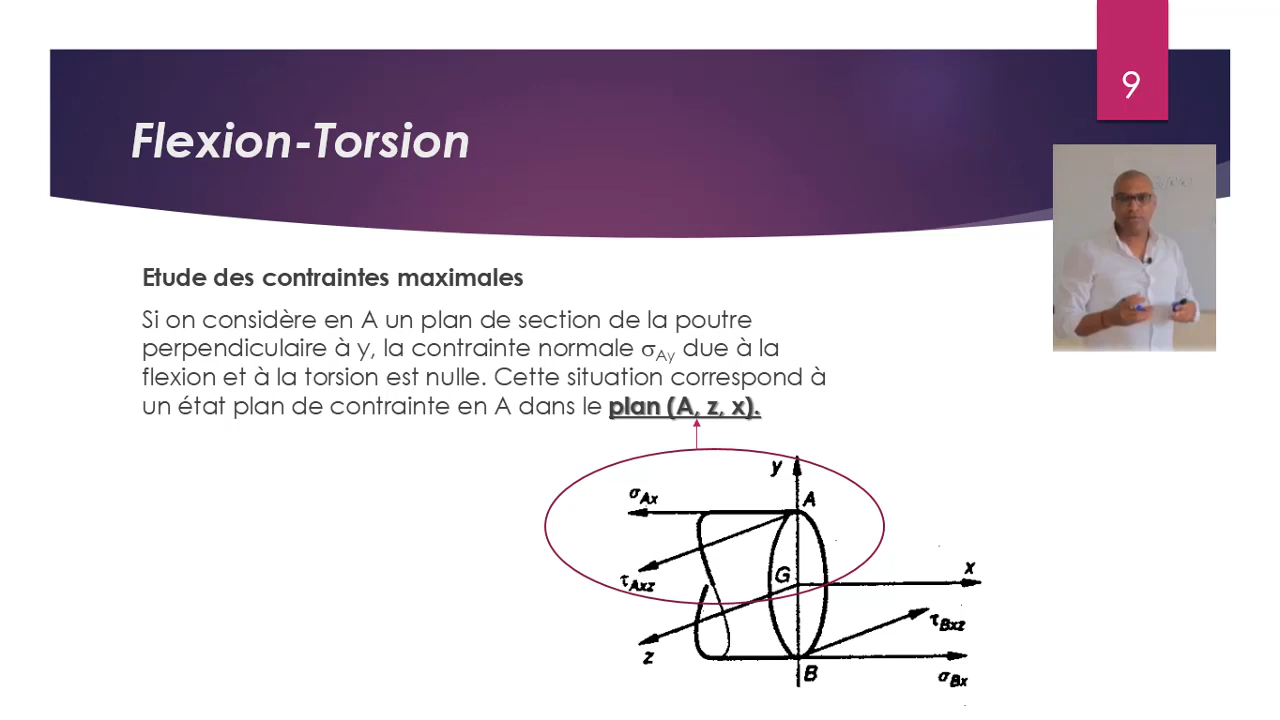 9
Flexion-Torsion
Etude des contraintes maximales
Si on considère en A un plan de section de la poutre
perpendiculaire à y, la contrainte normale σAy due à la
flexion et à la torsion est nulle. Cette situation correspond à
un état plan de contrainte en A dans le plan (A, z, x).
y
σAx
A
τAxz
G
x
τBxz
z
B
σBx